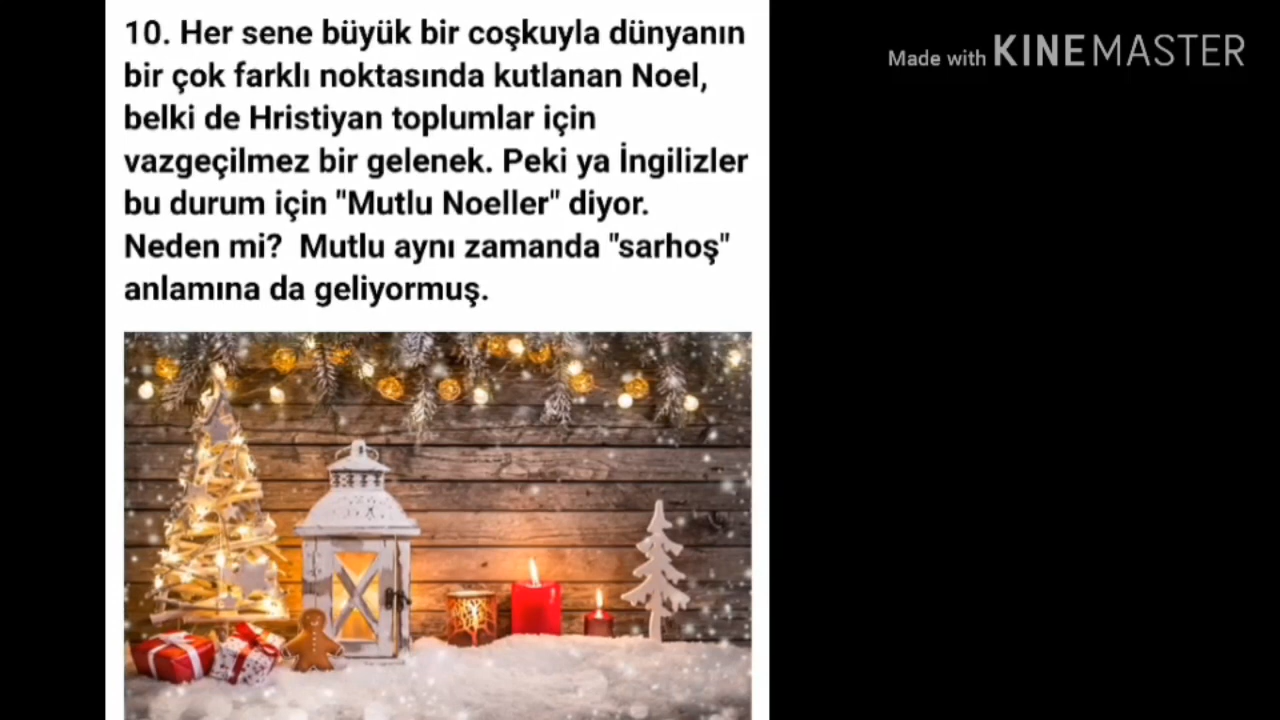 10. Her sene büyük bir coşkuyla dünyanın
bir çok farklı noktasında kutlanan Noel,
belki de Hristiyan toplumlar için
vazgeçilmez bir gelenek. Peki ya İngilizler
bu durum için "Mutlu Noeller" diyor.
Neden mi?  Mutlu aynı zamanda "sarhoş"
anlamına da geliyormuş.
Made with KINEMASTER